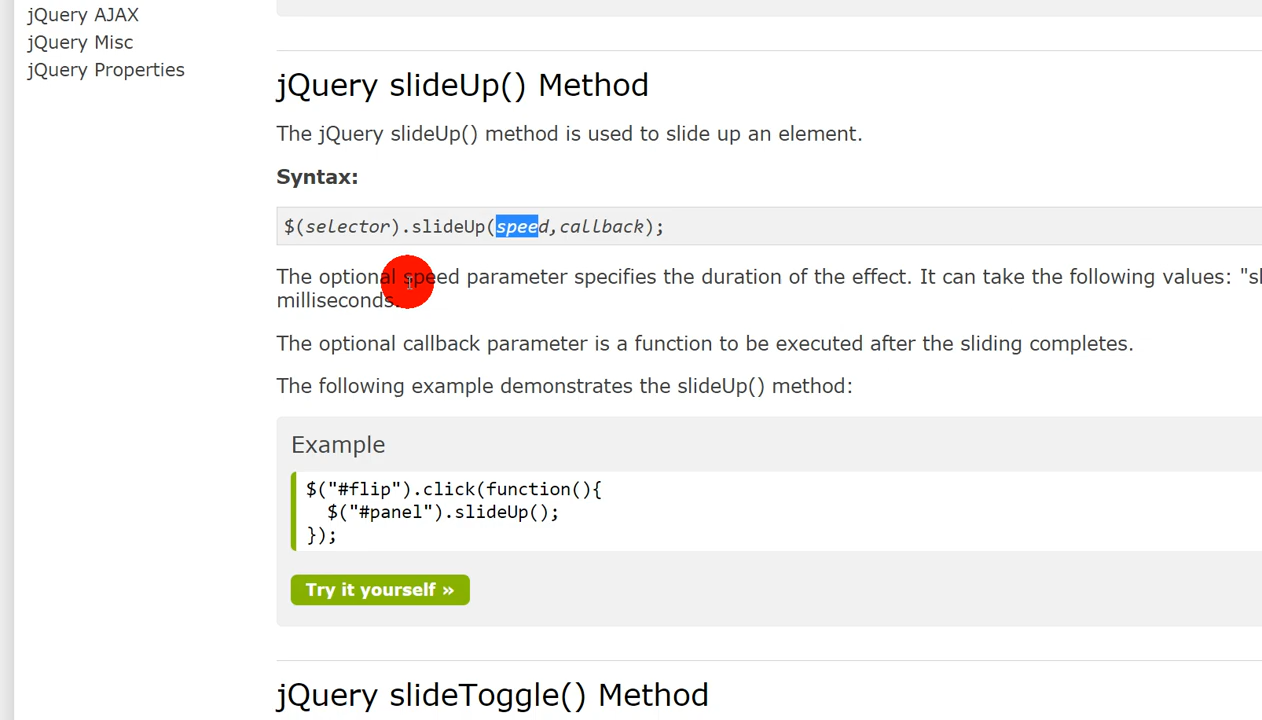 jQuery AJAX
jQuery Misc
jQuery Properties
jQuery slideUp() Method
The jQuery slideUp() method is used to slide up an element.
Syntax:
$(selector).slideUp(speed,callback);
The optional speed parameter specifies the duration of the effect. It can take the following values:
milliseconds.
The optional callback parameter is a function to be executed after the sliding completes.
The following example demonstrates the slideUp() method:
Example
$("#flip").click(function(){
$("#panel").slideUp();
});
Try it yourself »
jQuery slideToggle() Method